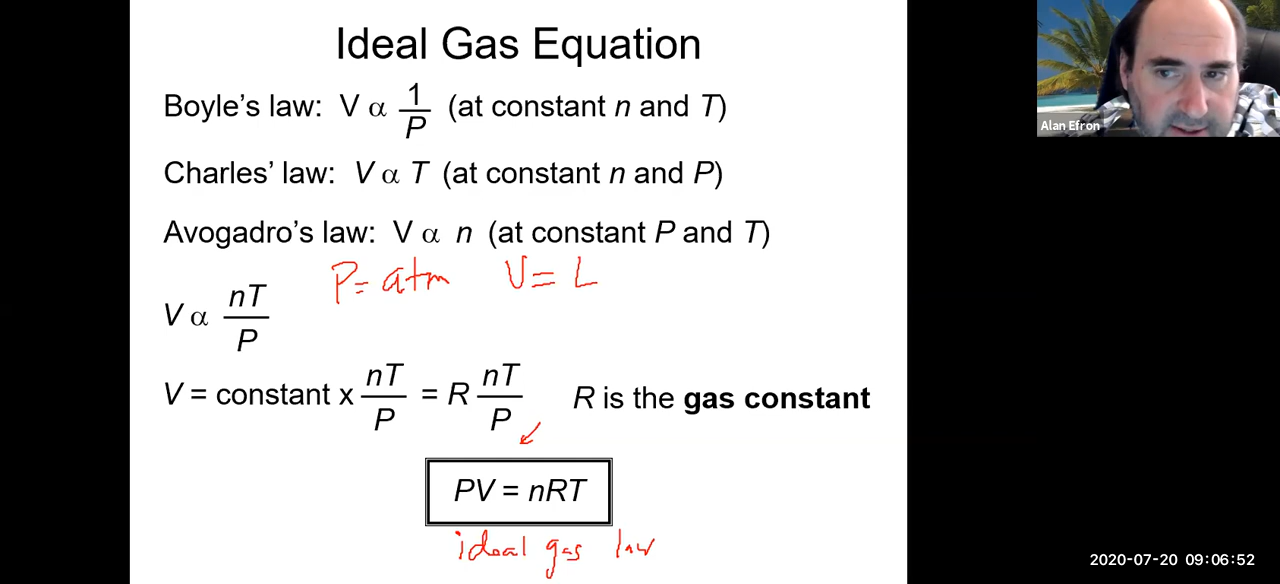 Ideal Gas Equation
Boyle's law: V α 1/P (at constant n and T)
Charles' law: V α T (at constant n and P)
Avogadro's law: V α n (at constant P and T)
P= atm V= L
V α nT/P
V = constant x nT/P = R nT/P R is the gas constant
PV = nRT
ideal gas law
Alan Efron
2020-07-20 09:06:52